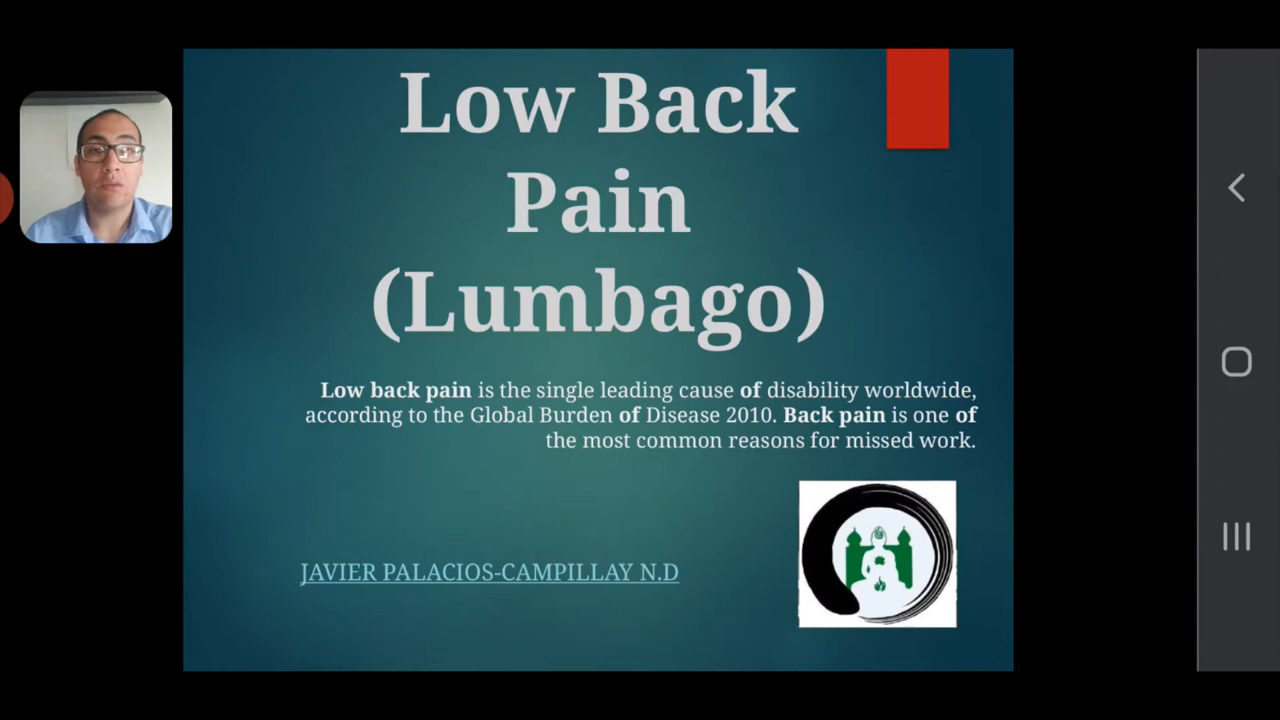 Low Back
Pain
(Lumbago)
Low back pain is the single leading cause of disability worldwide,
according to the Global Burden of Disease 2010. Back pain is one of
the most common reasons for missed work.
JAVIER PALACIOS-CAMPILLAY N.D